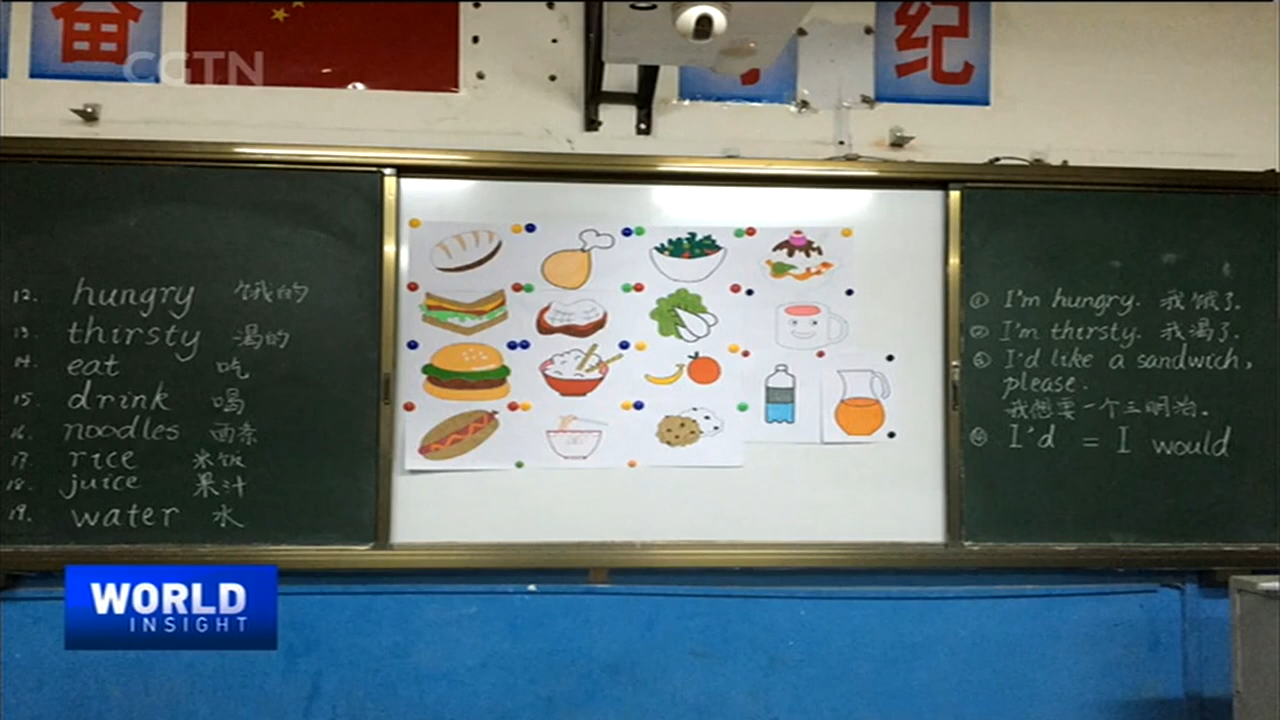 奋
纪
CGTN
12. hungry 饿的
13. thirsty 渴的
14. eat 吃
15. drink 喝
16. noodles 面条
17. rice 米饭
18. juice 果汁
19. water 水
① I'm hungry. 我饿了.
② I'm thirsty. 我渴了.
③ I'd like a sandwich,
please.
我想要一个三明治.
④ I'd = I would
WORLD
INSIGHT